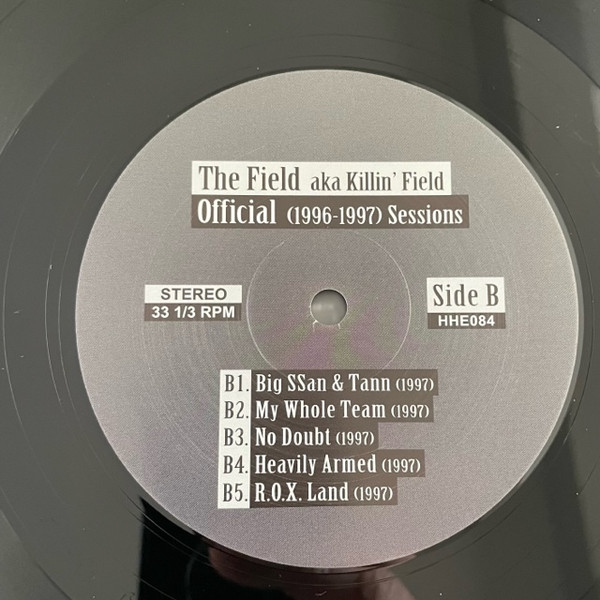 The Field aka Killin' Field
Official (1996-1997) Sessions
STEREO
33 1/3 RPM
Side B
HHE084
B1. Big SSan & Tann (1997)
B2. My Whole Team (1997)
B3. No Doubt (1997)
B4. Heavily Armed (1997)
B5. R.O.X. Land (1997)